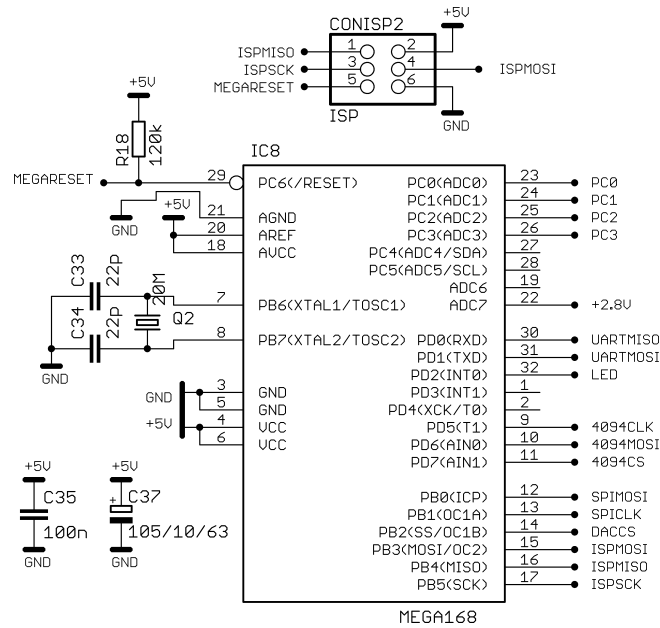 CONISP2
+5V
ISPMISO 1 2
ISPSCK 3 4 ISPMOSI
MEGARESET 5 6
ISP
GND
+5V
R18
120k
IC8
MEGARESET 29 PC6(/RESET) PC0(ADC0) 23 PC0
PC1(ADC1) 24 PC1
GND 21 AGND PC2(ADC2) 25 PC2
+5V 20 AREF PC3(ADC3) 26 PC3
18 AVCC PC4(ADC4/SDA) 27
PC5(ADC5/SCL) 28
ADC6 19
C33
22p
20M
7 PB6(XTAL1/TOSC1) ADC7 22 +2.8V
C34
22p
Q2
8 PB7(XTAL2/TOSC2) PD0(RXD) 30 UARTMISO
PD1(TXD) 31 UARTMOSI
GND
PD2(INT0) 32 LED
GND 3 GND PD3(INT1) 1
5 GND PD4(XCK/T0) 2
+5V 4 VCC PD5(T1) 9 4094CLK
6 VCC PD6(AIN0) 10 4094MOSI
PD7(AIN1) 11 4094CS
+5V +5V
C35 C37
+
100n 105/10/63
GND GND
PB0(ICP) 12 SPIMOSI
PB1(OC1A) 13 SPICLK
PB2(SS/OC1B) 14 DACCS
PB3(MOSI/OC2) 15 ISPMOSI
PB4(MISO) 16 ISPMISO
PB5(SCK) 17 ISPSCK
MEGA168